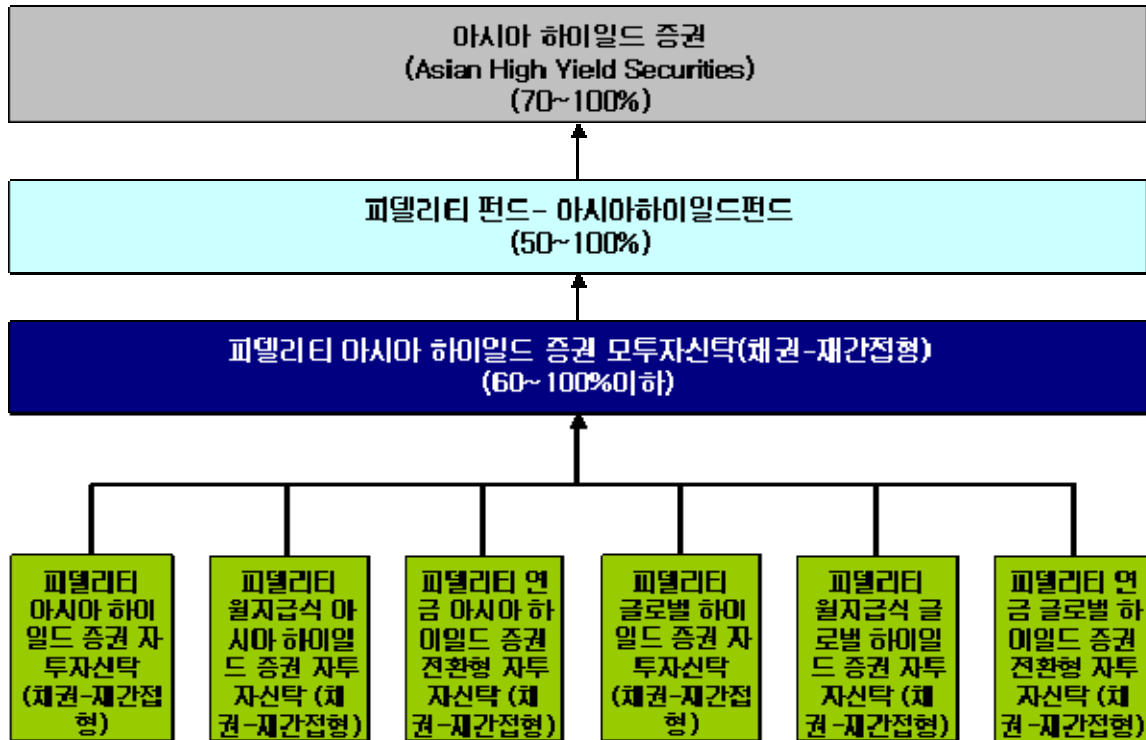 아시아 하이일드 증권
(Asian High Yield Securities)
(70~100%)
피델리티 펀드- 아시아하이일드펀드
(50~100%)
피델리티 아시아 하이일드 증권 모투자신탁(채권-재간접형)
(60~100%이하)
피델리티
아시아 하이
일드 증권 자
투자신탁
(채권-재간접
형)
피델리티
월지급식 아
시아 하이일
드 증권 자투
자신탁 (채
권-재간접형)
피델리티 연
금 아시아 하
이일드 증권
전환형 자투
자신탁 (채
권-재간접형)
피델리티
글로벌 하이
일드 증권 자
투자신탁
(채권-재간접
형)
피델리티
월지급식 글
로벌 하이일
드 증권 자투
자신탁 (채
권-재간접형)
피델리티 연
금 글로벌 하
이일드 증권
전환형 자투
자신탁 (채
권-재간접형)